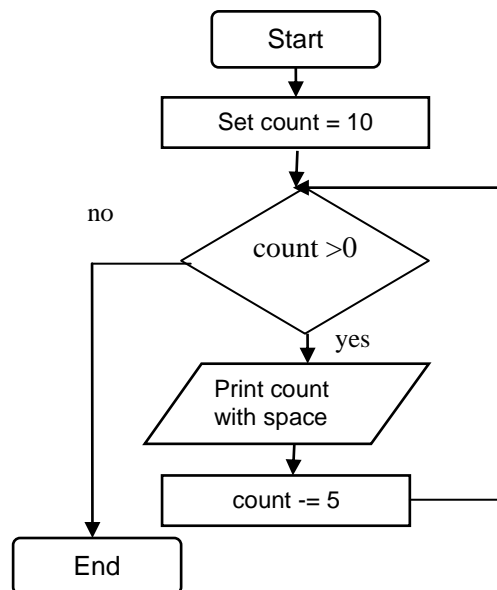 Start
Set count = 10
no
count >0
yes
Print count
with space
count -= 5
End